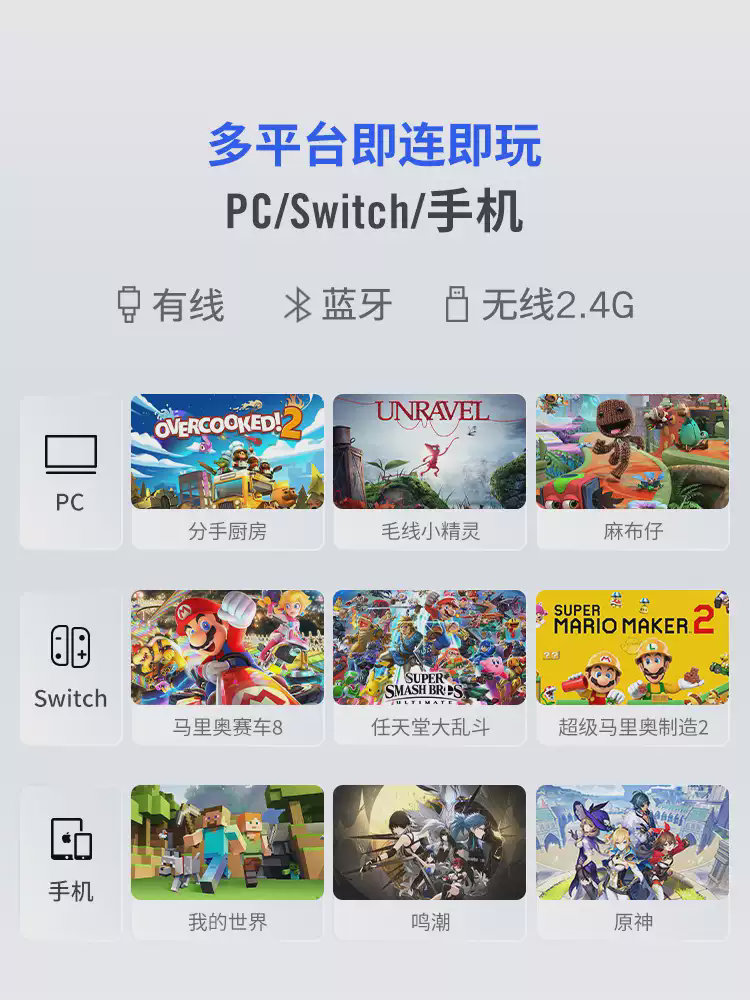 多平台即连即玩
PC/Switch/手机
有线 蓝牙 无线2.4G
OVERCOOKED! 2
UNRAVEL
PC
分手厨房 毛线小精灵 麻布仔
SUPER
MARIO MAKER 2
SUPER
SMASH BROS.
ULTIMATE
Switch
马里奥赛车8 任天堂大乱斗 超级马里奥制造2
手机
我的世界 鸣潮 原神